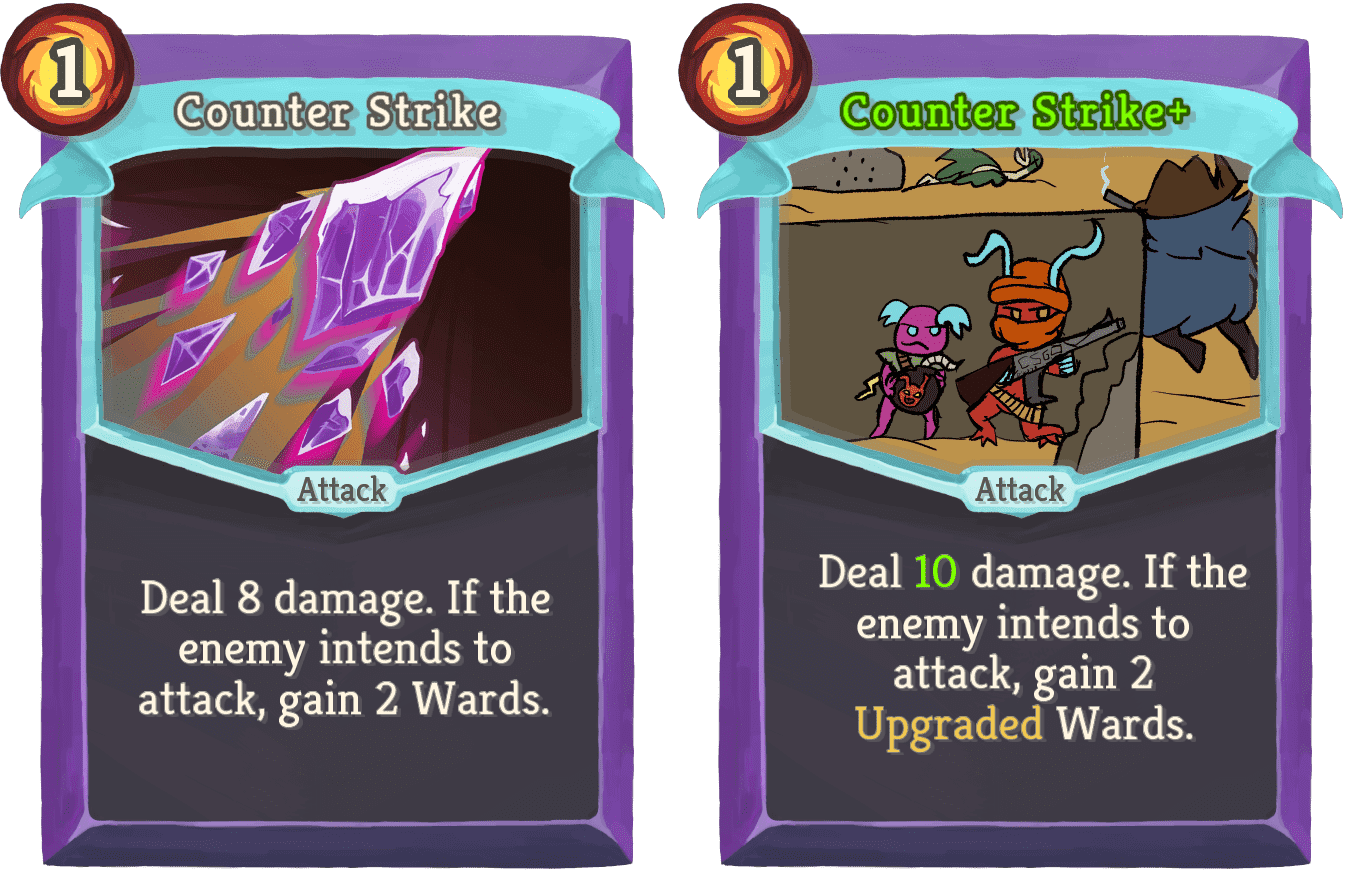 1
Counter Strike
Attack
Deal 8 damage. If the
enemy intends to
attack, gain 2 Wards.
1
Counter Strike+
CSGO
Attack
Deal 10 damage. If the
enemy intends to
attack, gain 2
Upgraded Wards.